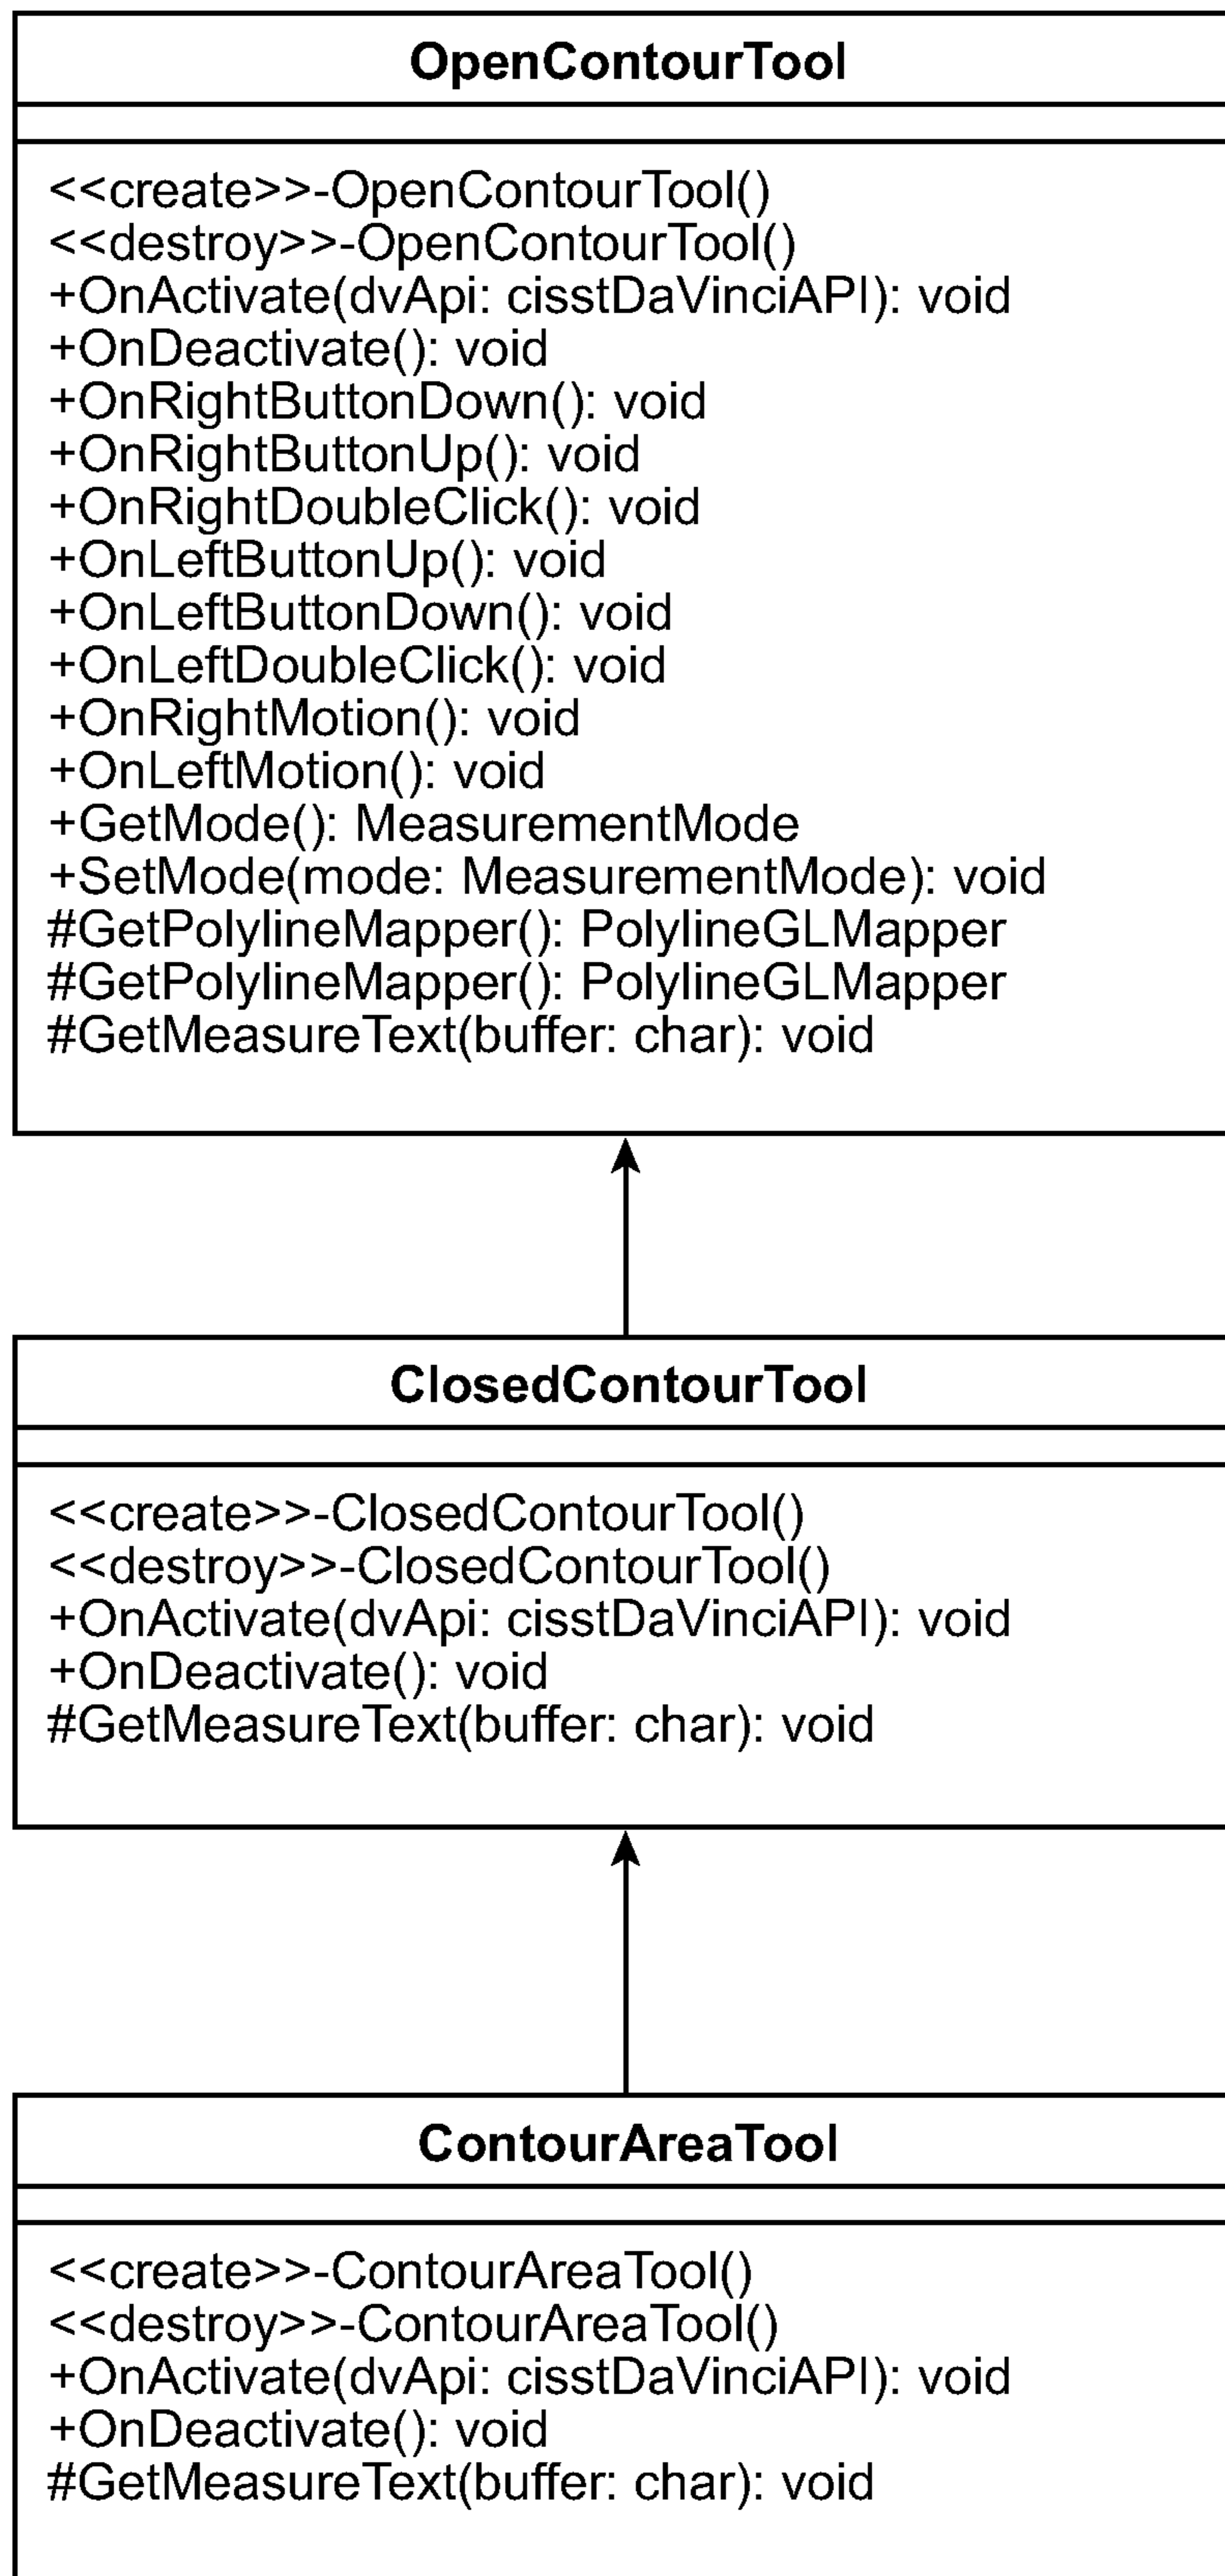 OpenContourTool
<<create>>-OpenContourTool()
<<destroy>>-OpenContourTool()
+OnActivate(dvApi: cisstDaVinciAPI): void
+OnDeactivate(): void
+OnRightButtonDown(): void
+OnRightButtonUp(): void
+OnRightDoubleClick(): void
+OnLeftButtonUp(): void
+OnLeftButtonDown(): void
+OnLeftDoubleClick(): void
+OnRightMotion(): void
+OnLeftMotion(): void
+GetMode(): MeasurementMode
+SetMode(mode: MeasurementMode): void
#GetPolylineMapper(): PolylineGLMapper
#GetPolylineMapper(): PolylineGLMapper
#GetMeasureText(buffer: char): void
ClosedContourTool
<<create>>-ClosedContourTool()
<<destroy>>-ClosedContourTool()
+OnActivate(dvApi: cisstDaVinciAPI): void
+OnDeactivate(): void
#GetMeasureText(buffer: char): void
ContourAreaTool
<<create>>-ContourAreaTool()
<<destroy>>-ContourAreaTool()
+OnActivate(dvApi: cisstDaVinciAPI): void
+OnDeactivate(): void
#GetMeasureText(buffer: char): void